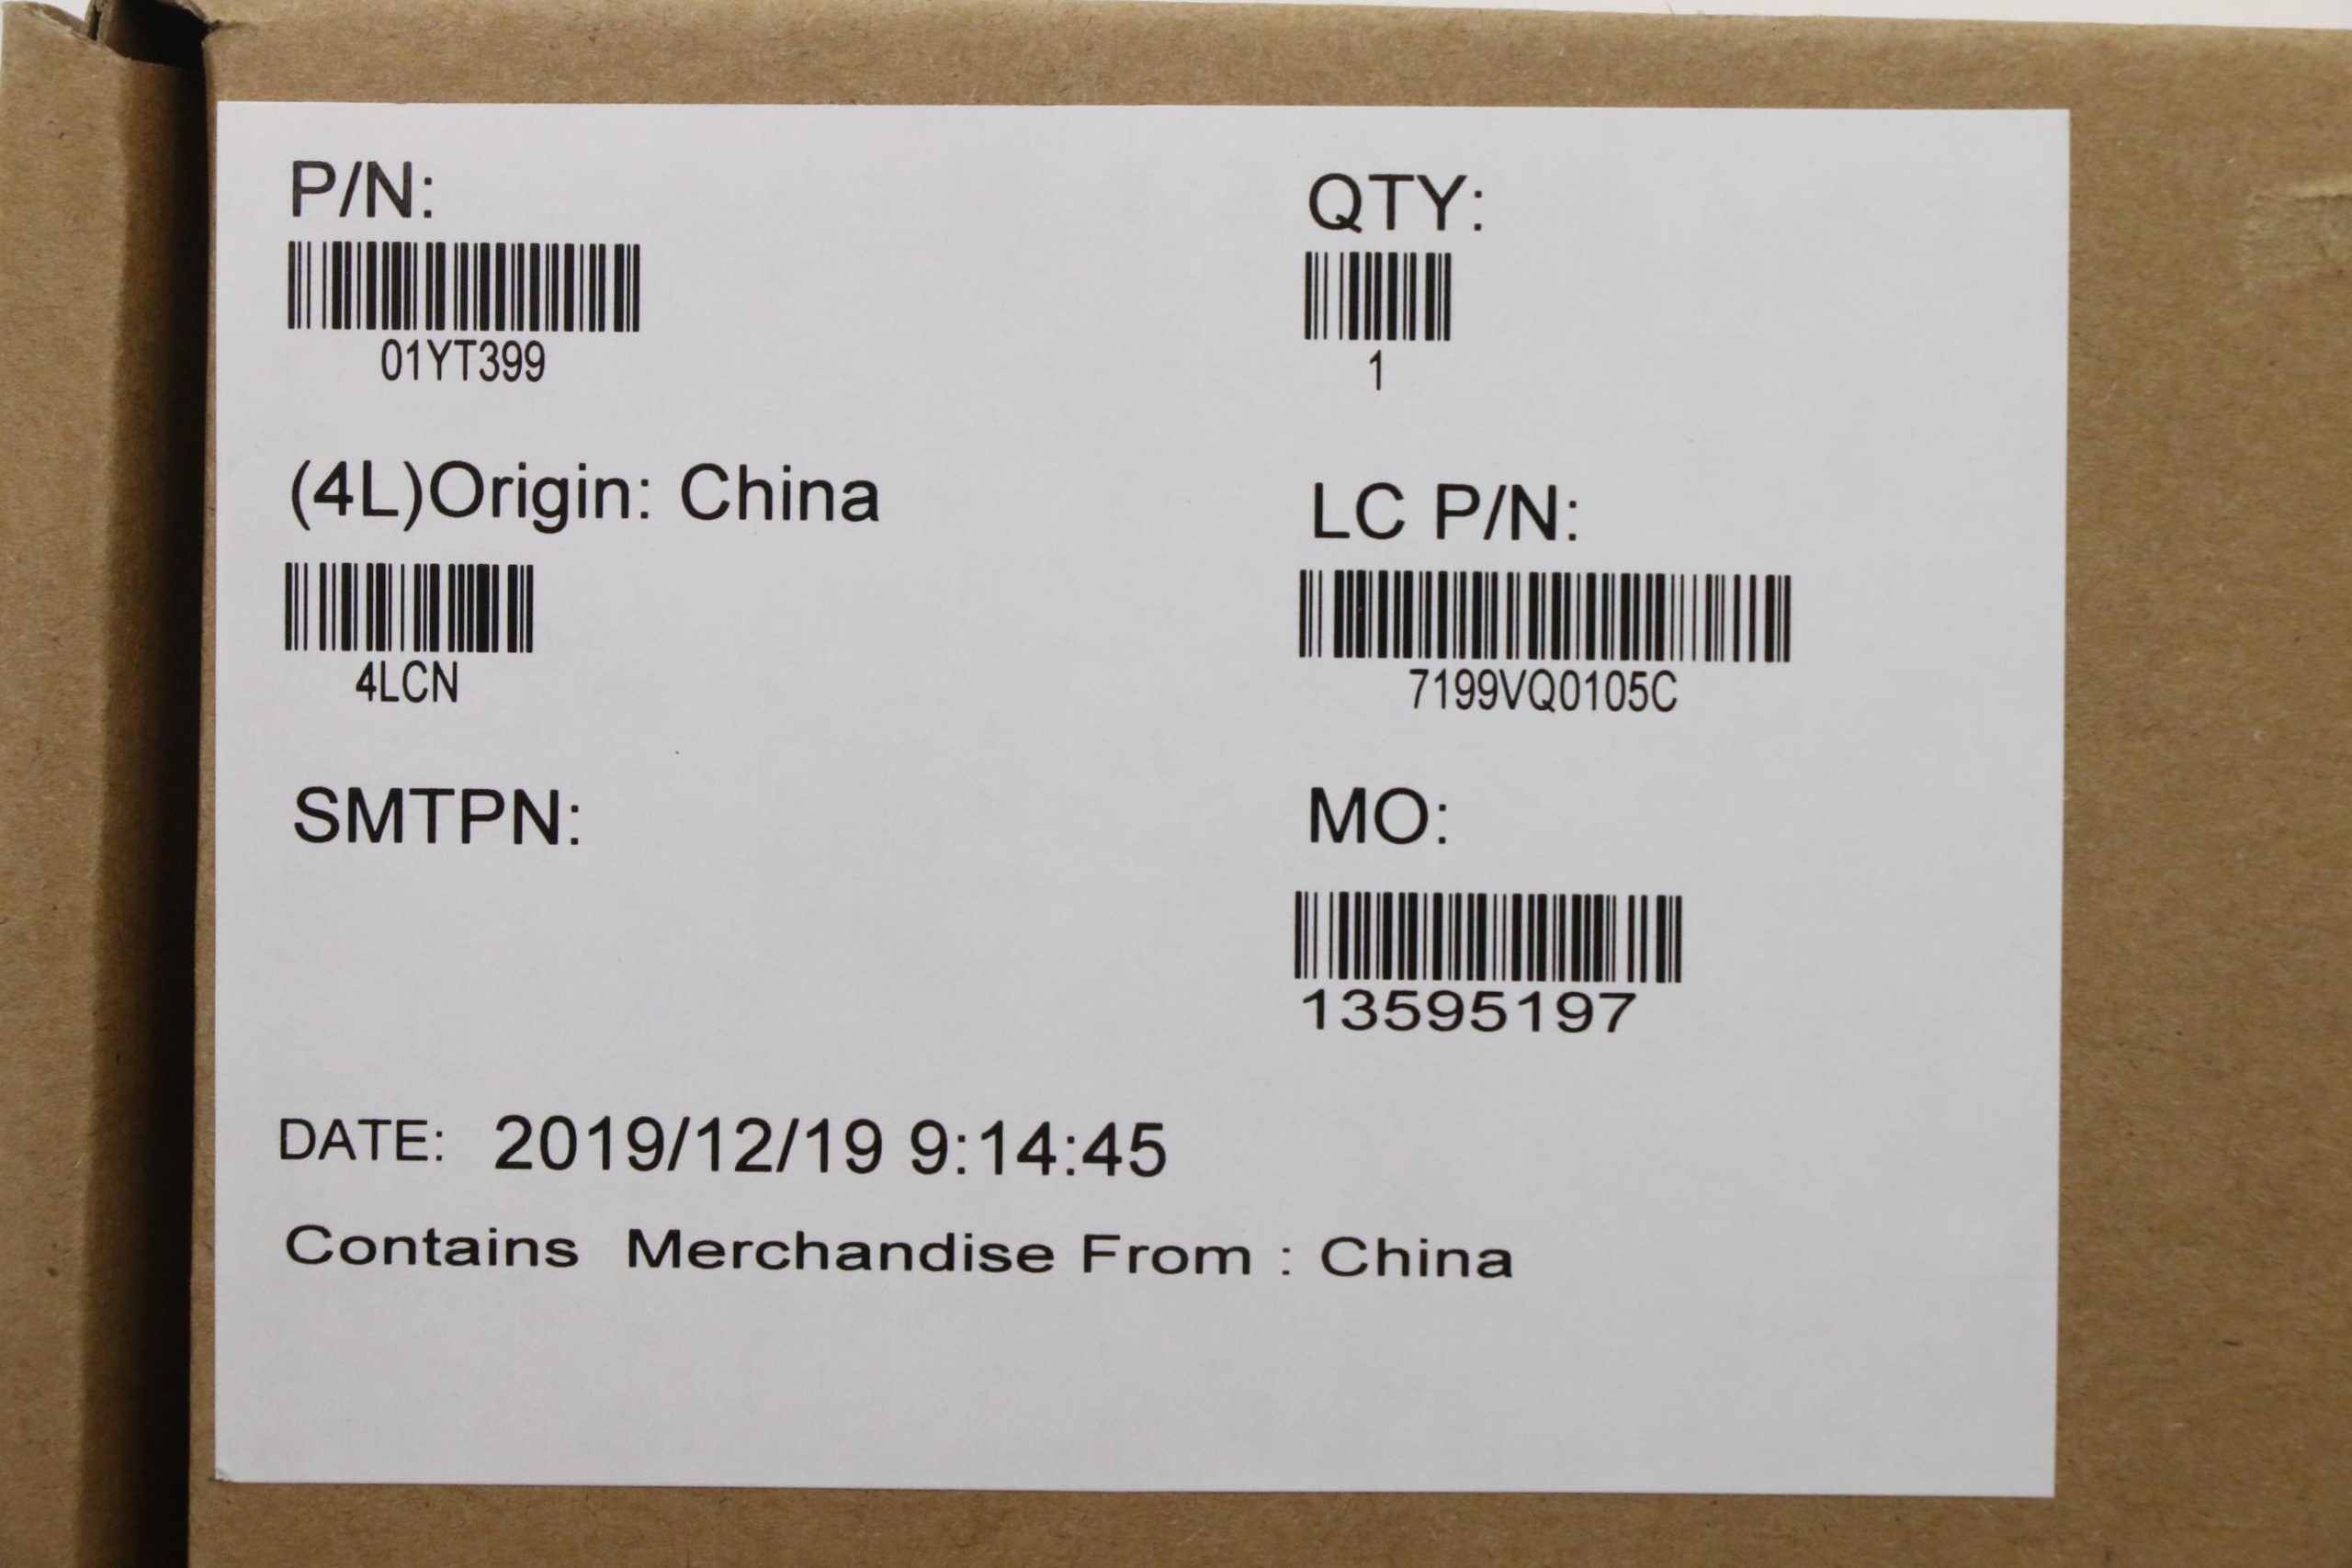 P/N:
01YT399
QTY:
1
(4L)Origin: China
4LCN
LC P/N:
7199VQ0105C
SMTPN:
MO:
13595197
DATE: 2019/12/19 9:14:45
Contains Merchandise From : China